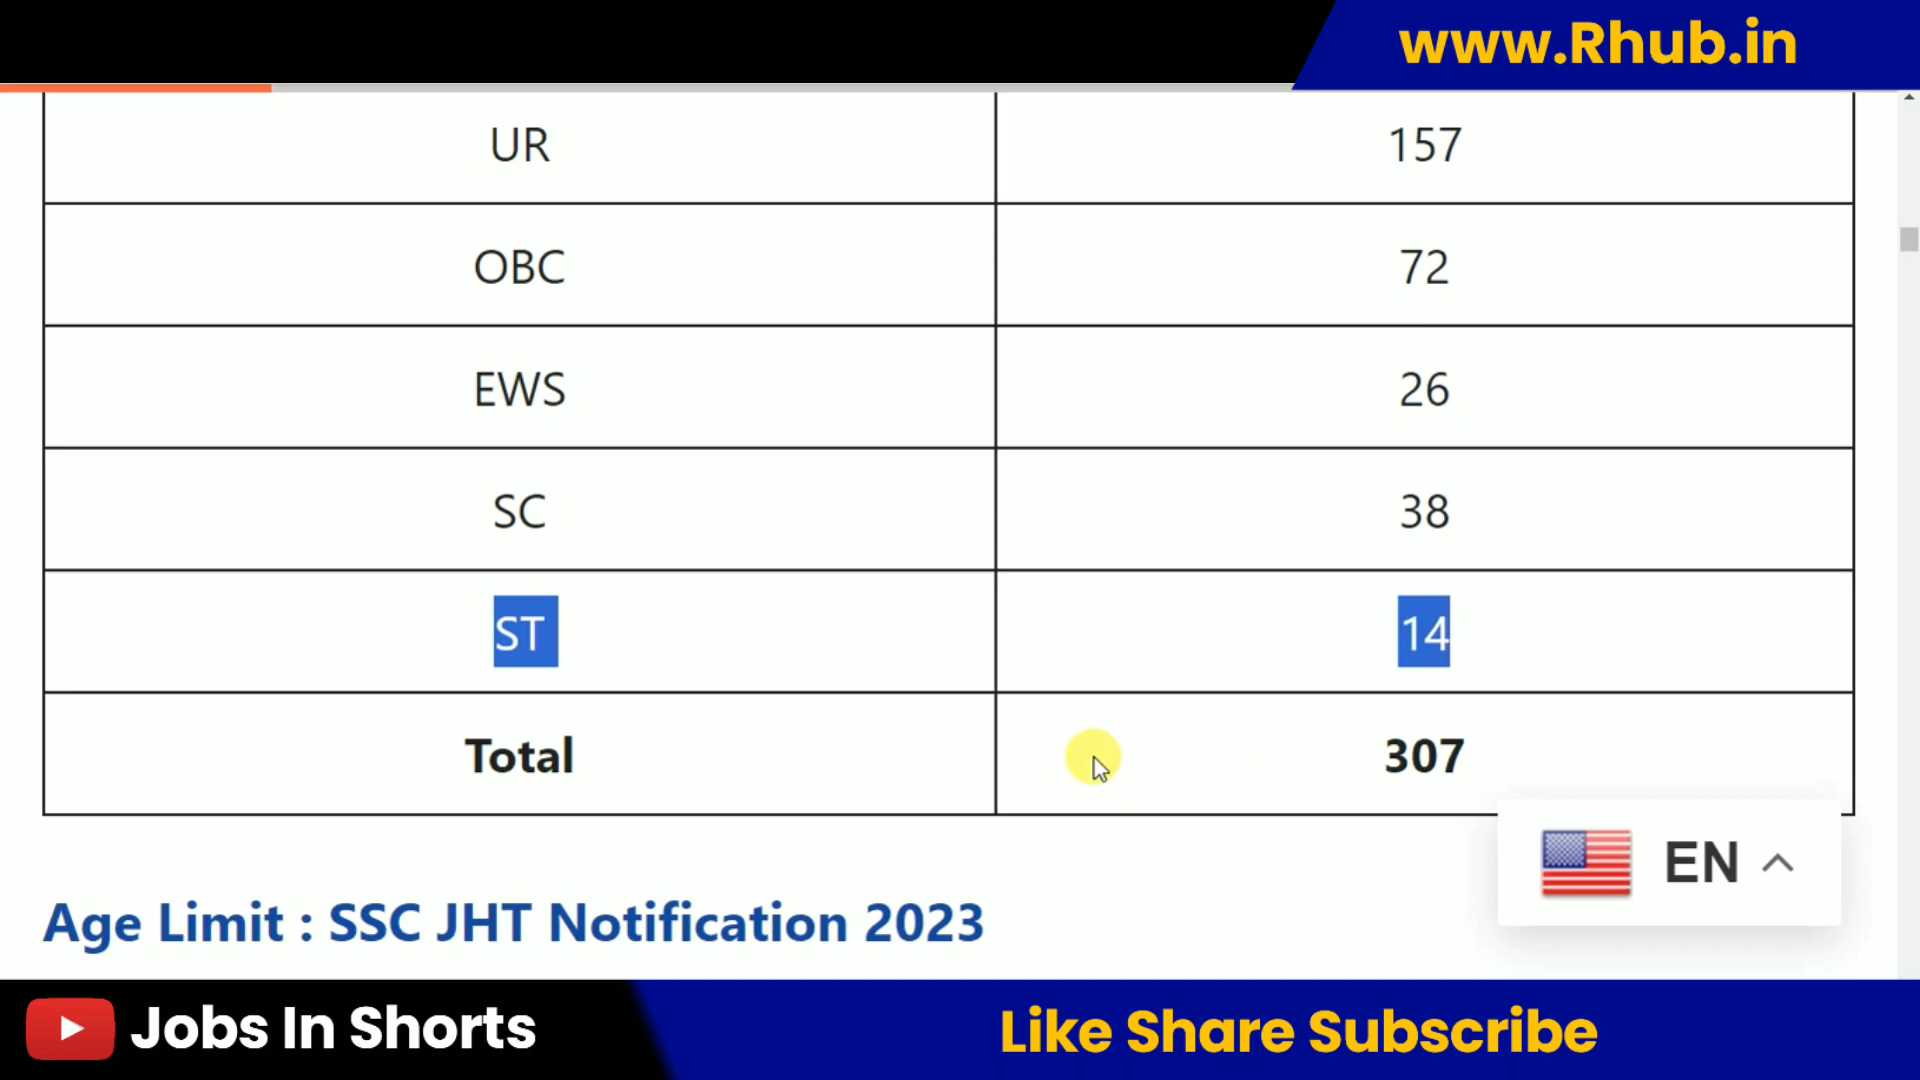 www.Rhub.in
UR 157
OBC 72
EWS 26
SC 38
ST 14
Total 307
EN
Age Limit : SSC JHT Notification 2023
Jobs In Shorts
Like Share Subscribe